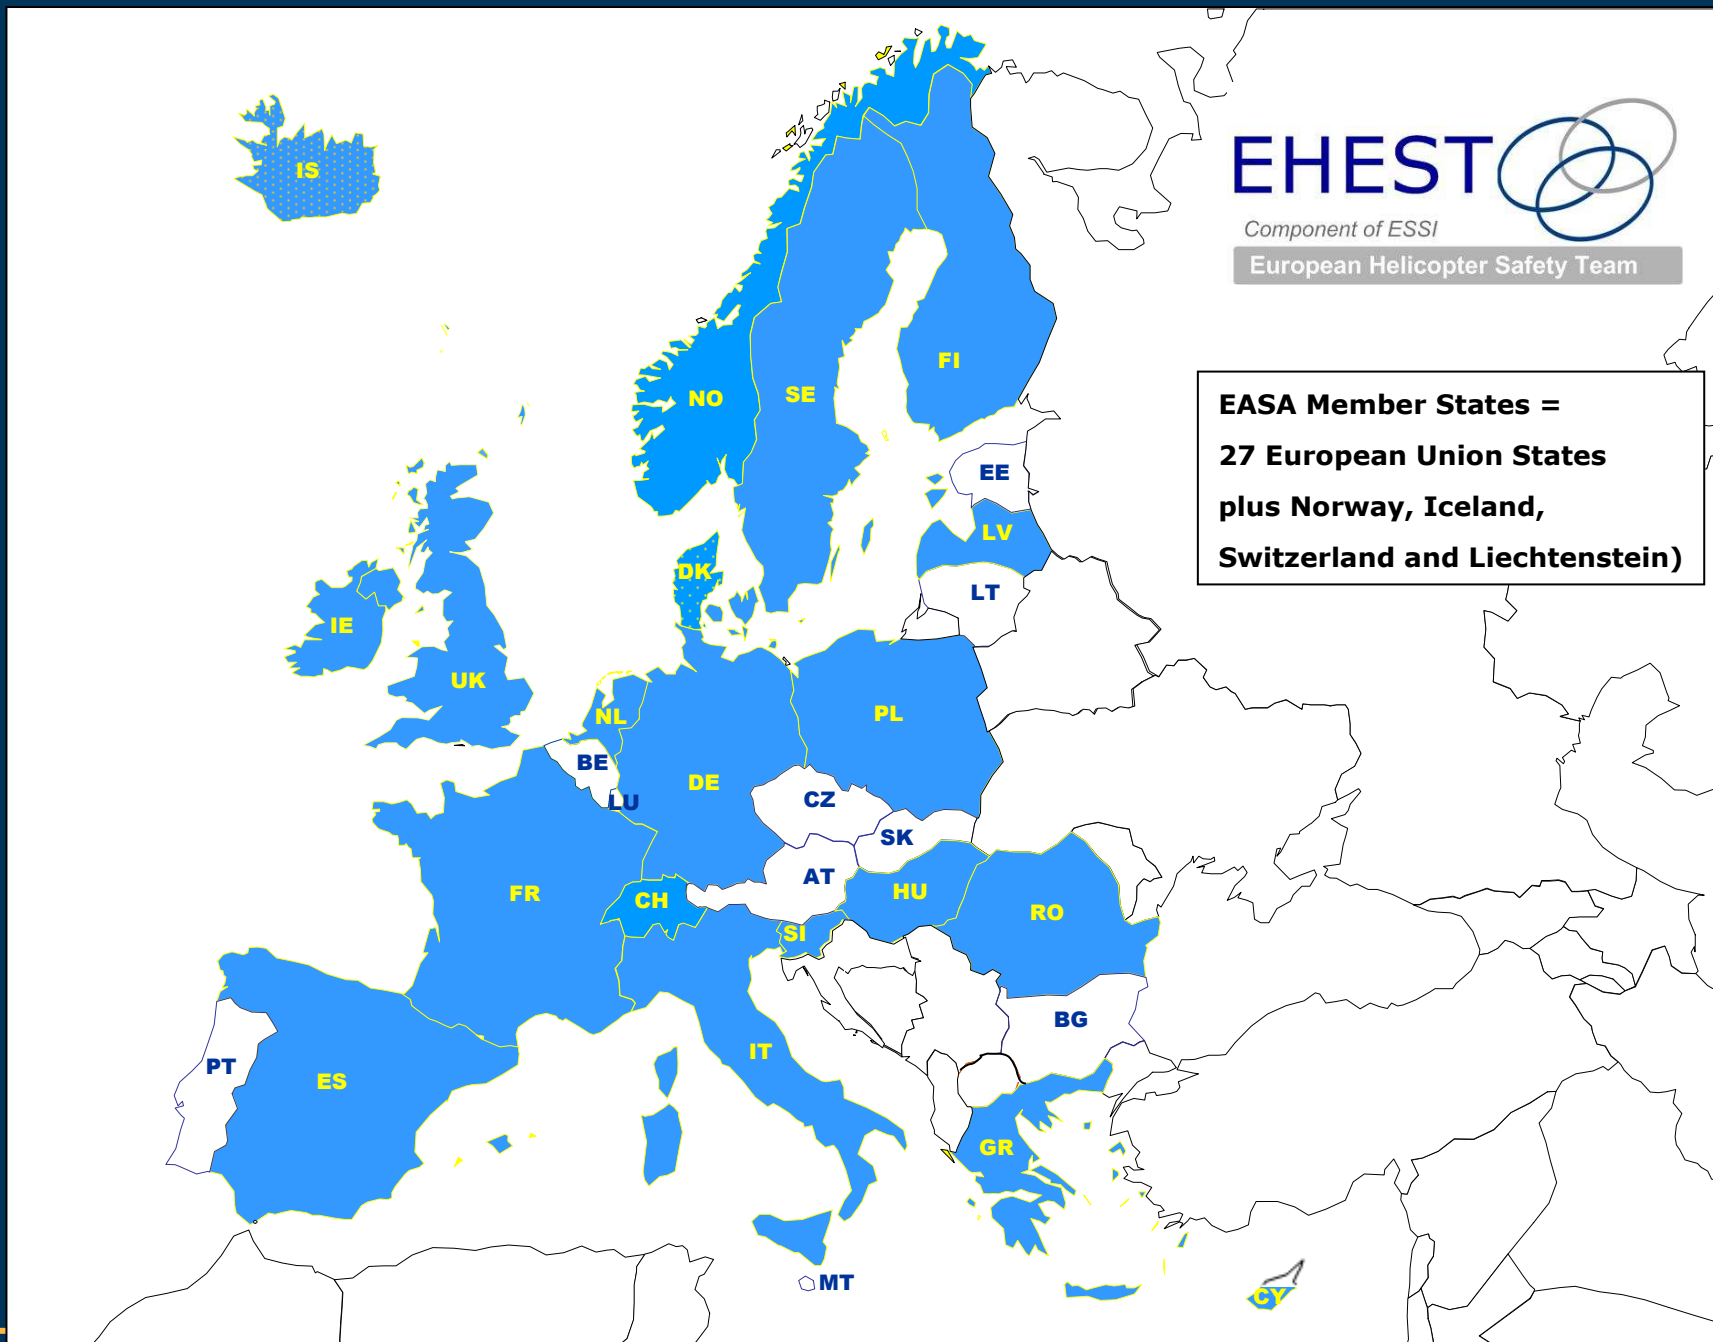 EHEST
Component of ESSI
European Helicopter Safety Team
EASA Member States =
27 European Union States
plus Norway, Iceland,
Switzerland and Liechtenstein)
IS
NO
SE
FI
EE
LV
LT
DK
IE
UK
NL
BE
LU
DE
PL
CZ
SK
AT
HU
FR
CH
SI
RO
BG
PT
ES
IT
GR
MT
CY